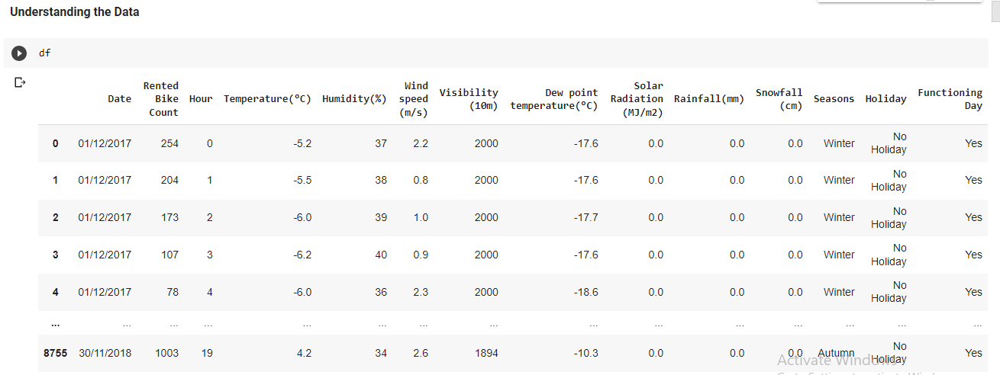 Understanding the Data
df
Date Rented Bike Count Hour Temperature(°C) Humidity(%) Wind speed (m/s) Visibility (10m) Dew point temperature(°C) Solar Radiation (MJ/m2) Rainfall(mm) Snowfall (cm) Seasons Holiday Functioning Day
0 01/12/2017 254 0 -5.2 37 2.2 2000 -17.6 0.0 0.0 0.0 Winter No Holiday Yes
1 01/12/2017 204 1 -5.5 38 0.8 2000 -17.6 0.0 0.0 0.0 Winter No Holiday Yes
2 01/12/2017 173 2 -6.0 39 1.0 2000 -17.7 0.0 0.0 0.0 Winter No Holiday Yes
3 01/12/2017 107 3 -6.2 40 0.9 2000 -17.6 0.0 0.0 0.0 Winter No Holiday Yes
4 01/12/2017 78 4 -6.0 36 2.3 2000 -18.6 0.0 0.0 0.0 Winter No Holiday Yes
... ... ... ... ... ... ... ... ... ... ... ... ... ... ...
8755 30/11/2018 1003 19 4.2 34 2.6 1894 -10.3 0.0 0.0 0.0 Autumn No Holiday Yes
Activate Windows